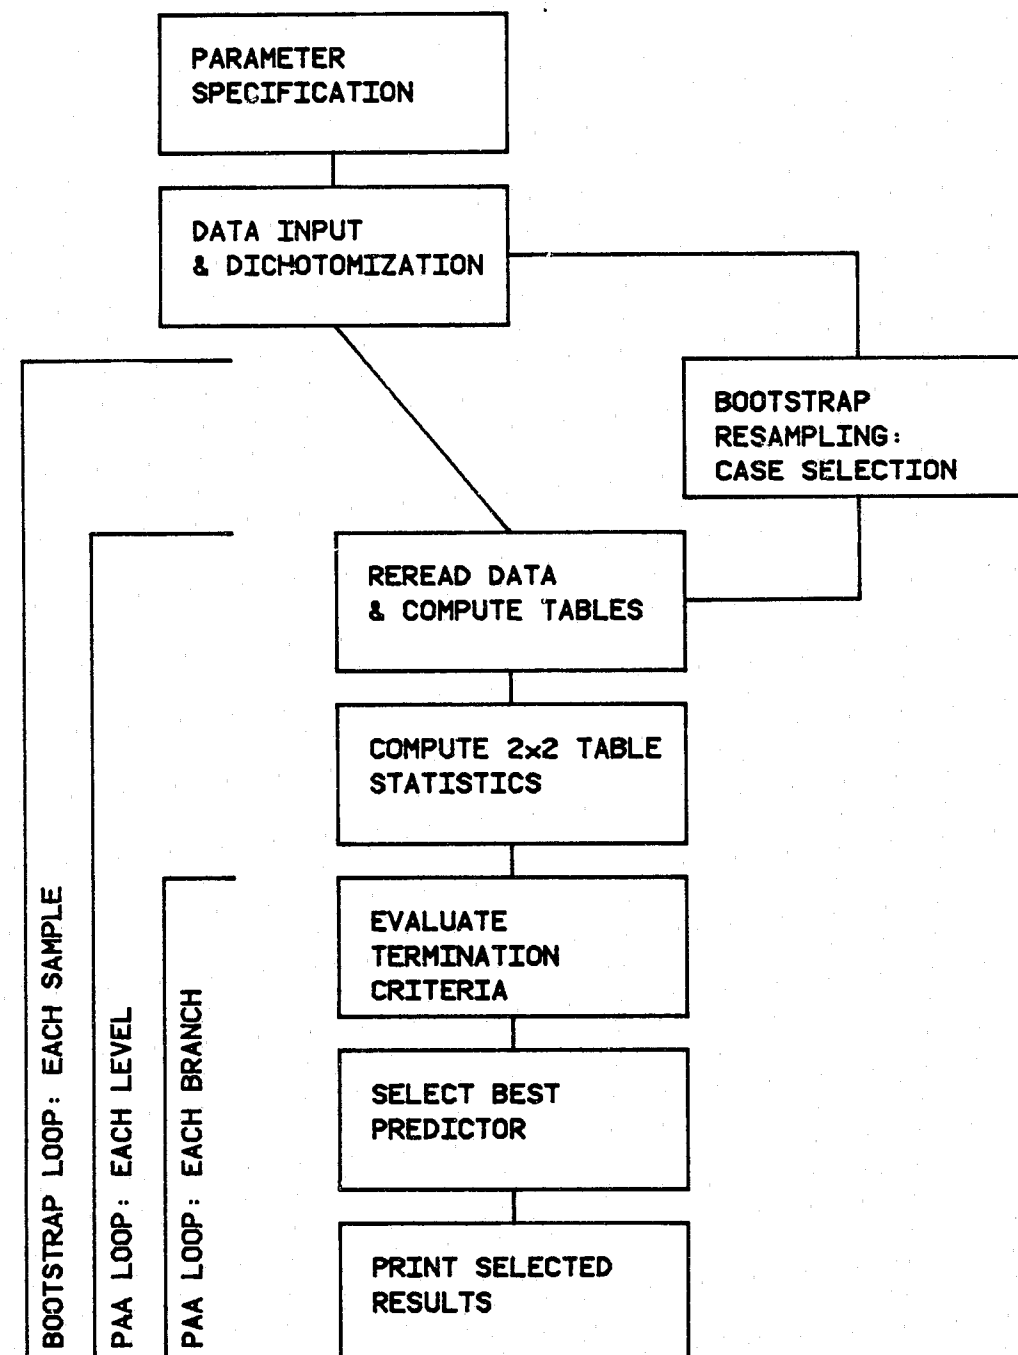 PARAMETER
SPECIFICATION
DATA INPUT
& DICHOTOMIZATION
BOOTSTRAP
RESAMPLING:
CASE SELECTION
REREAD DATA
& COMPUTE TABLES
COMPUTE 2x2 TABLE
STATISTICS
EVALUATE
TERMINATION
CRITERIA
SELECT BEST
PREDICTOR
PRINT SELECTED
RESULTS
BOOTSTRAP LOOP: EACH SAMPLE
PAA LOOP: EACH LEVEL
PAA LOOP: EACH BRANCH